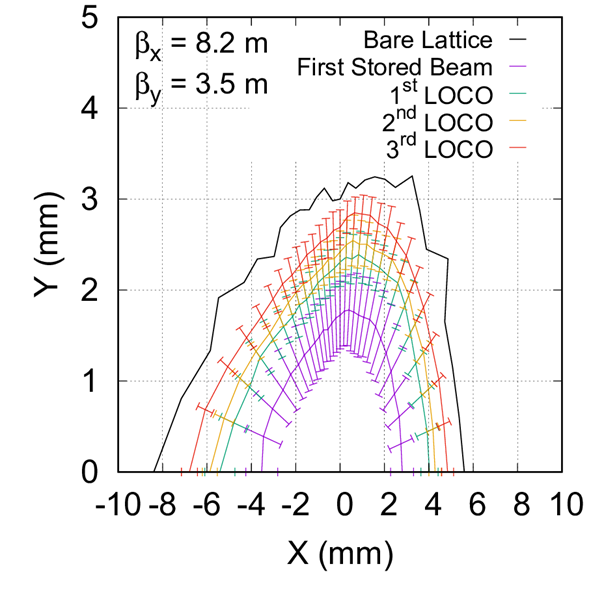 5
4
3
2
1
0
Y (mm)
βx = 8.2 m
βy = 3.5 m
Bare Lattice
First Stored Beam
1st LOCO
2nd LOCO
3rd LOCO
-10 -8 -6 -4 -2 0 2 4 6 8 10
X (mm)